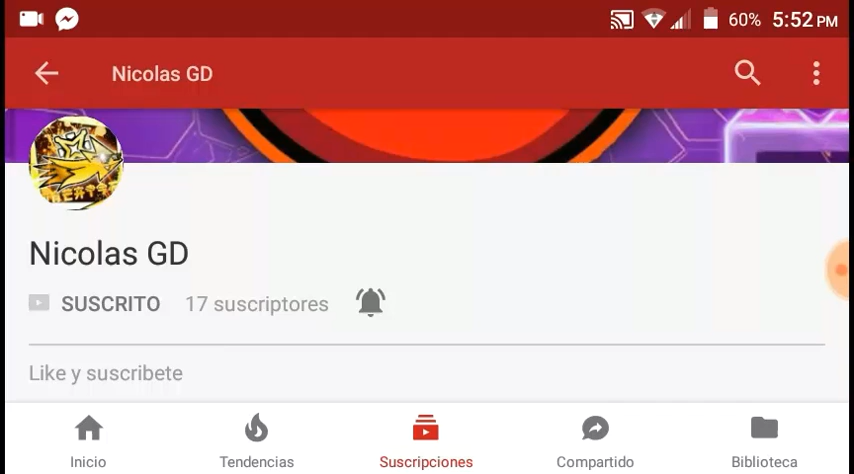 60% 5:52 PM
Nicolas GD
Nicolas GD
SUSCRITO 17 suscriptores
Like y suscribete
Inicio Tendencias Suscripciones Compartido Biblioteca